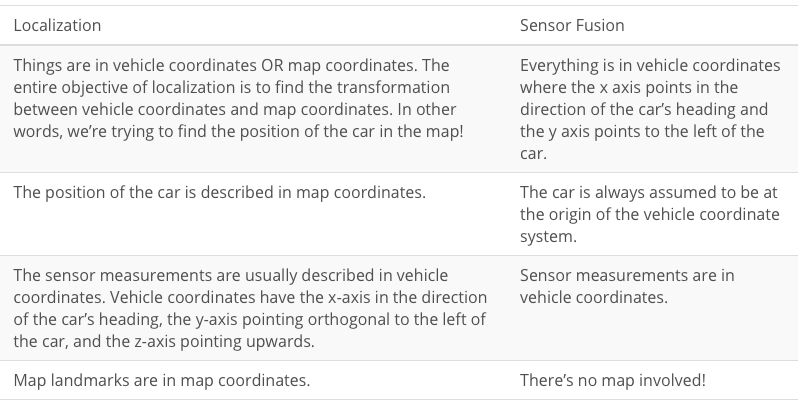 Localization
Sensor Fusion
Things are in vehicle coordinates OR map coordinates. The
entire objective of localization is to find the transformation
between vehicle coordinates and map coordinates. In other
words, we’re trying to find the position of the car in the map!
Everything is in vehicle coordinates
where the x axis points in the
direction of the car’s heading and
the y axis points to the left of the
car.
The position of the car is described in map coordinates.
The car is always assumed to be at
the origin of the vehicle coordinate
system.
The sensor measurements are usually described in vehicle
coordinates. Vehicle coordinates have the x-axis in the direction
of the car’s heading, the y-axis pointing orthogonal to the left of
the car, and the z-axis pointing upwards.
Sensor measurements are in
vehicle coordinates.
Map landmarks are in map coordinates.
There’s no map involved!